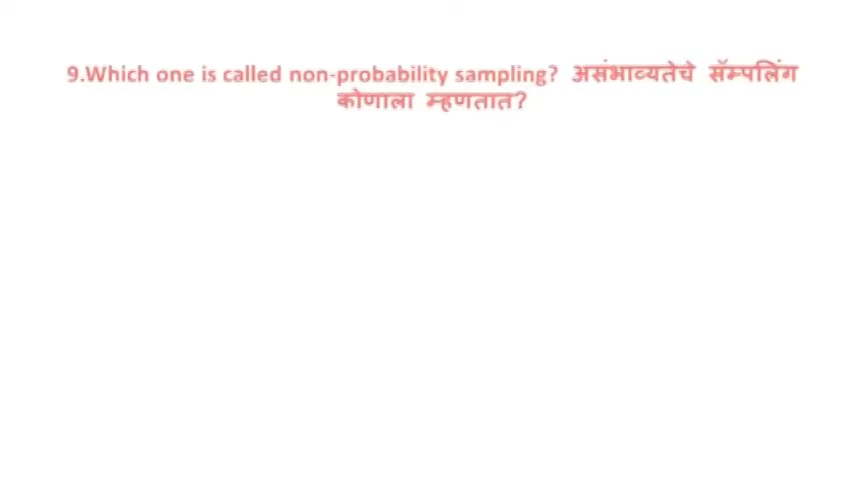 9.Which one is called non-probability sampling? असंभाव्यतेचे सॅम्पलिंग
कोणाला म्हणतात?